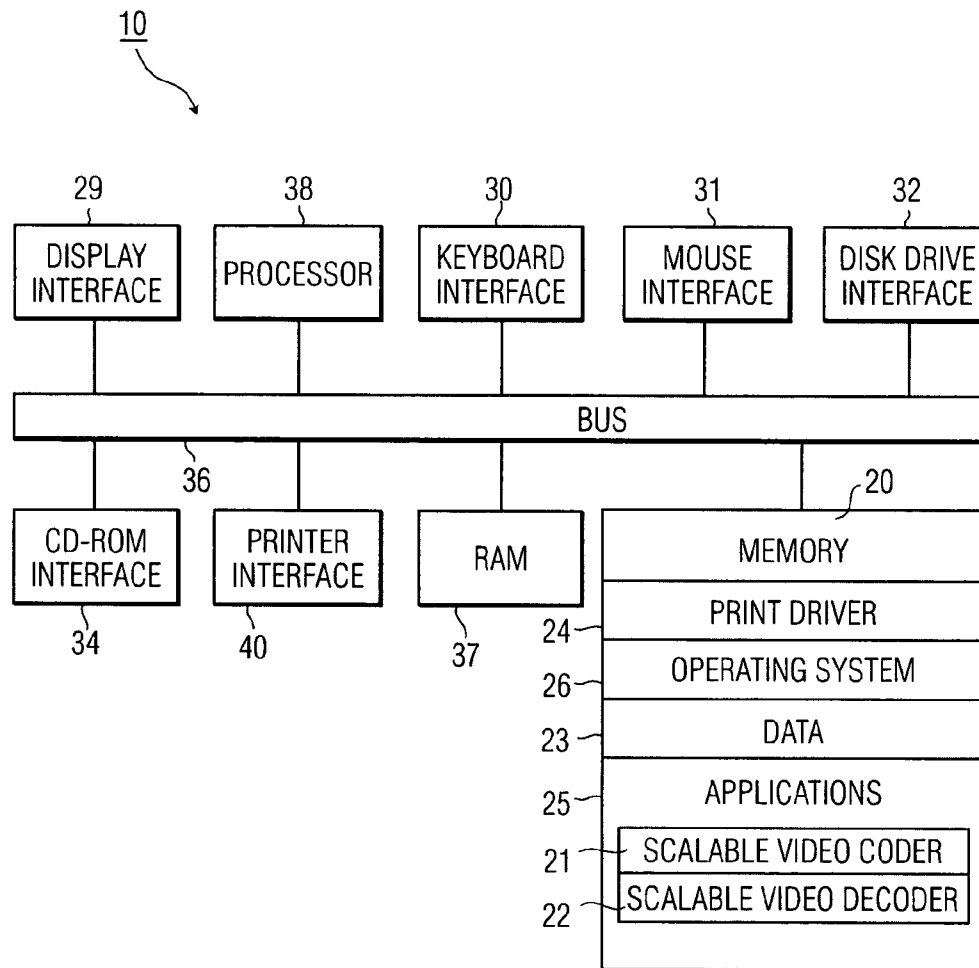 10
29
38
30
31
32
DISPLAY
INTERFACE
PROCESSOR
KEYBOARD
INTERFACE
MOUSE
INTERFACE
DISK DRIVE
INTERFACE
BUS
36
20
CD-ROM
INTERFACE
PRINTER
INTERFACE
RAM
MEMORY
34
40
37
24
PRINT DRIVER
26
OPERATING SYSTEM
23
DATA
25
APPLICATIONS
21
SCALABLE VIDEO CODER
22
SCALABLE VIDEO DECODER